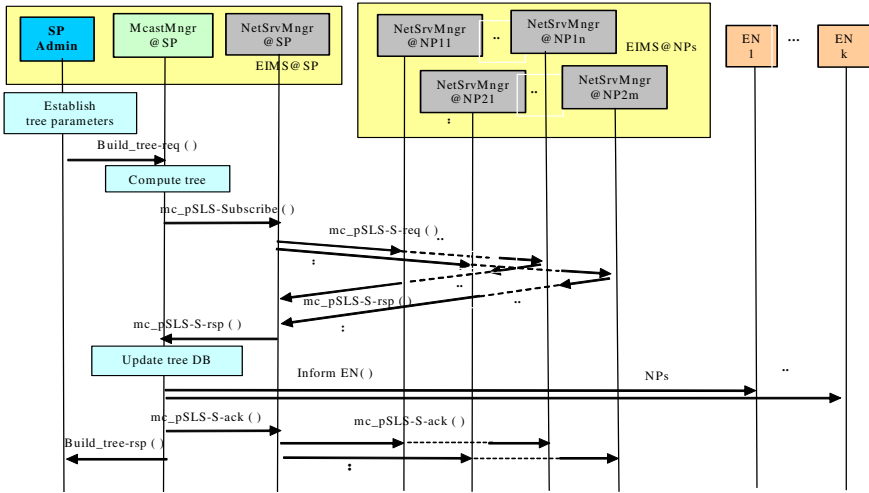 SP
Admin
McastMngr
@SP
NetSrvMngr
@SP
EIMS@SP
NetSrvMngr
@NP11
..
NetSrvMngr
@NP1n
EIMS@NPs
NetSrvMngr
@NP21
..
NetSrvMngr
@NP2m
:
EN
1
...
EN
k
Establish
tree parameters
Build_tree-req ( )
Compute tree
mc_pSLS-Subscribe ( )
mc_pSLS-S-req ( )
..
:
..
mc_pSLS-S-rsp ( )
..
:
mc_pSLS-S-rsp ( )
Update tree DB
Inform EN()
NPs
..
mc_pSLS-S-ack ( )
mc_pSLS-S-ack ( )
Build_tree-rsp ( )
: